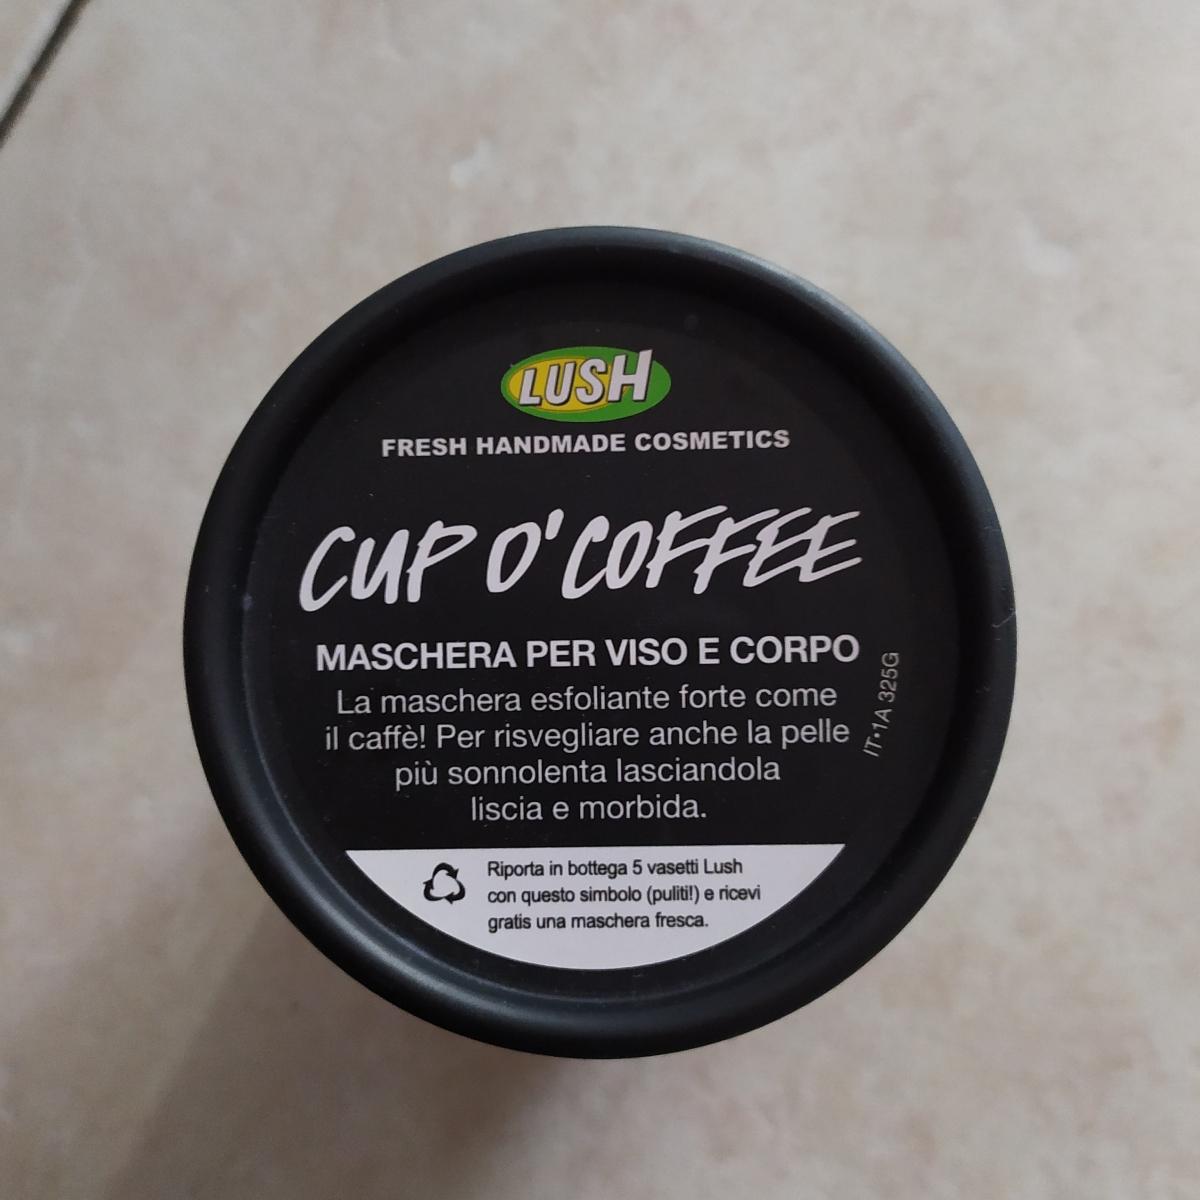 LUSH
FRESH HANDMADE COSMETICS
CUP O'COFFEE
MASCHERA PER VISO E CORPO
La maschera esfoliante forte come
il caffè! Per risvegliare anche la pelle
più sonnolenta lasciandola
liscia e morbida.
IT•1A 325G
Riporta in bottega 5 vasetti Lush
con questo simbolo (puliti!) e ricevi
gratis una maschera fresca.